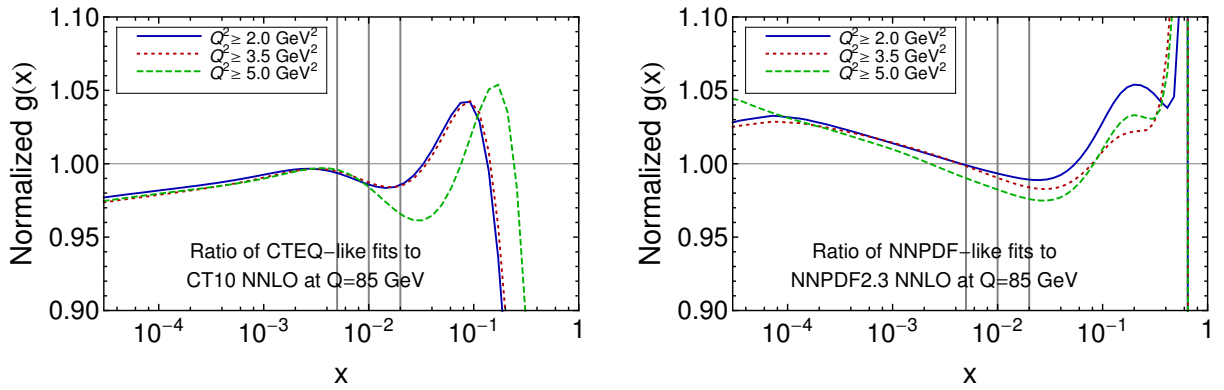 Normalized g(x)
1.10
1.05
1.00
0.95
0.90
Q² ≥ 2.0 GeV²
Q² ≥ 3.5 GeV²
Q² ≥ 5.0 GeV²
Ratio of CTEQ−like fits to
CT10 NNLO at Q=85 GeV
10⁻⁴ 10⁻³ 10⁻² 10⁻¹ 1
x
Normalized g(x)
1.10
1.05
1.00
0.95
0.90
Q² ≥ 2.0 GeV²
Q² ≥ 3.5 GeV²
Q² ≥ 5.0 GeV²
Ratio of NNPDF−like fits to
NNPDF2.3 NNLO at Q=85 GeV
10⁻⁴ 10⁻³ 10⁻² 10⁻¹ 1
x